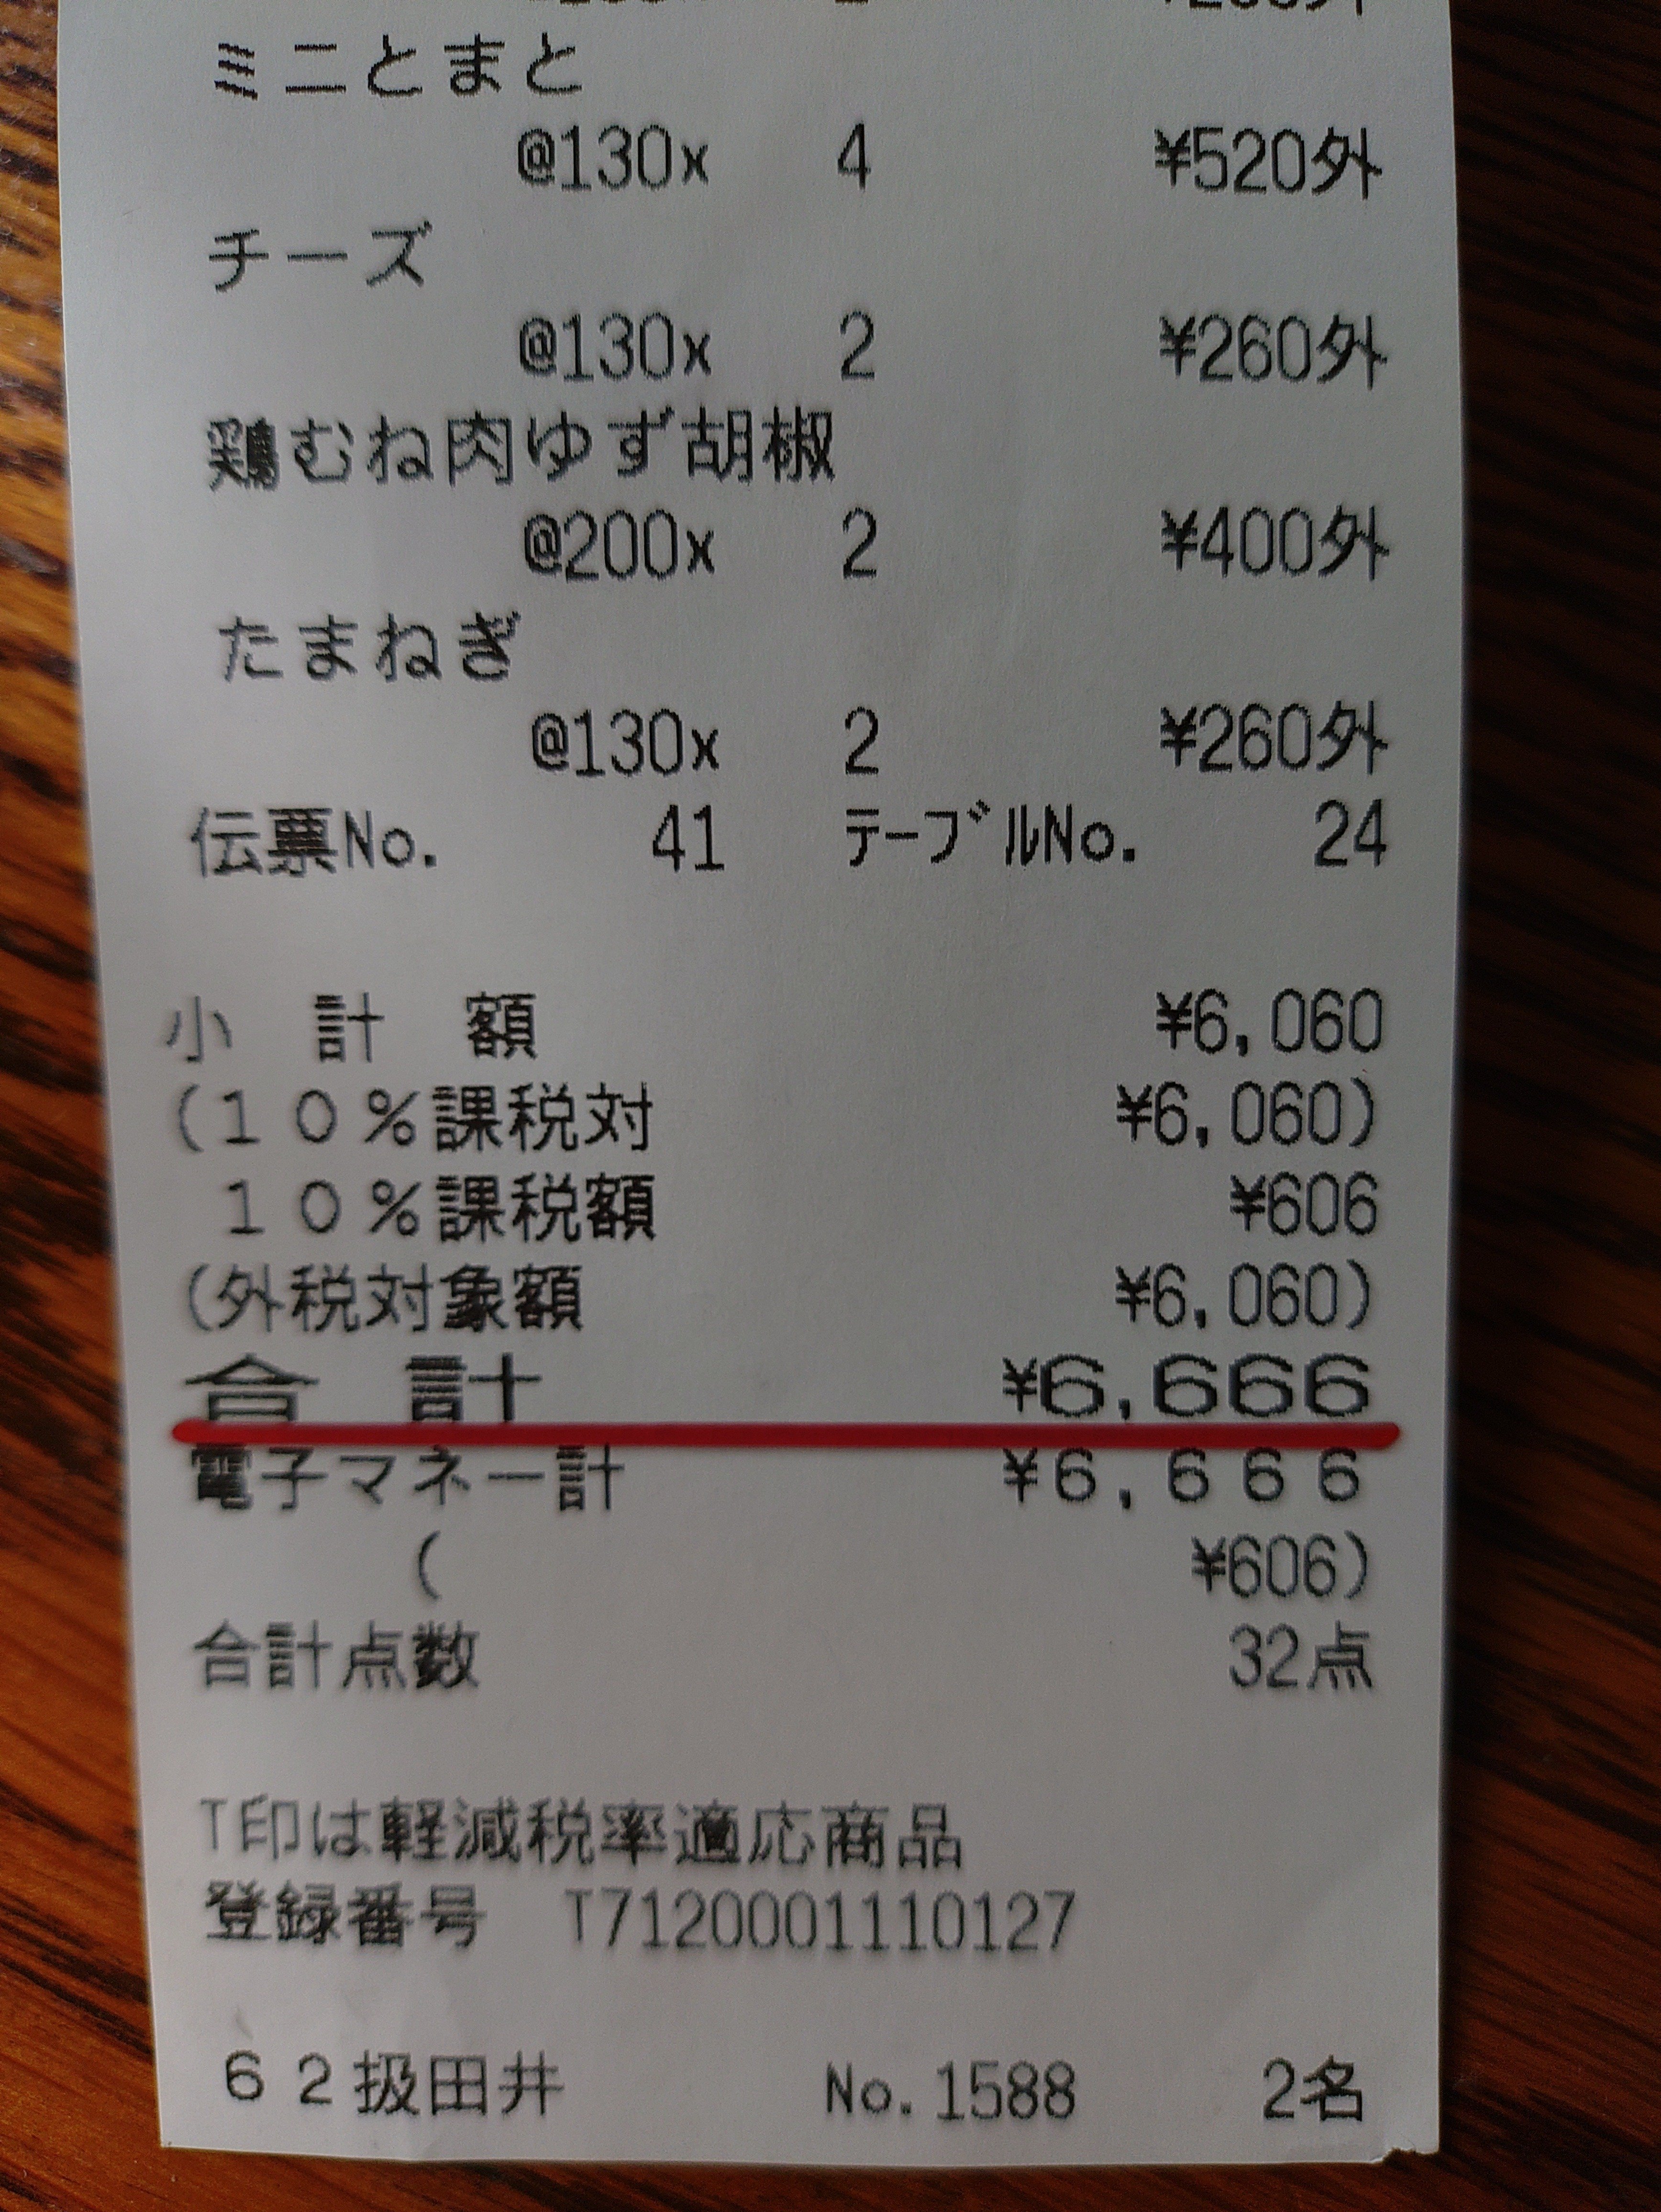 ミニとまと
@130x 4 ¥520外
チーズ
@130x 2 ¥260外
鶏むね肉ゆず胡椒
@200x 2 ¥400外
たまねぎ
@130x 2 ¥260外
伝票No. 41 ﾃｰﾌﾞﾙNo. 24
小計額 ¥6,060
(10%課税対 ¥6,060)
10%課税額 ¥606
(外税対象額 ¥6,060)
合計 ¥6,666
電子マネー計 ¥6,666
( ¥606)
合計点数 32点
T印は軽減税率適応商品
登録番号 T7120001110127
62扱田井 No.1588 2名